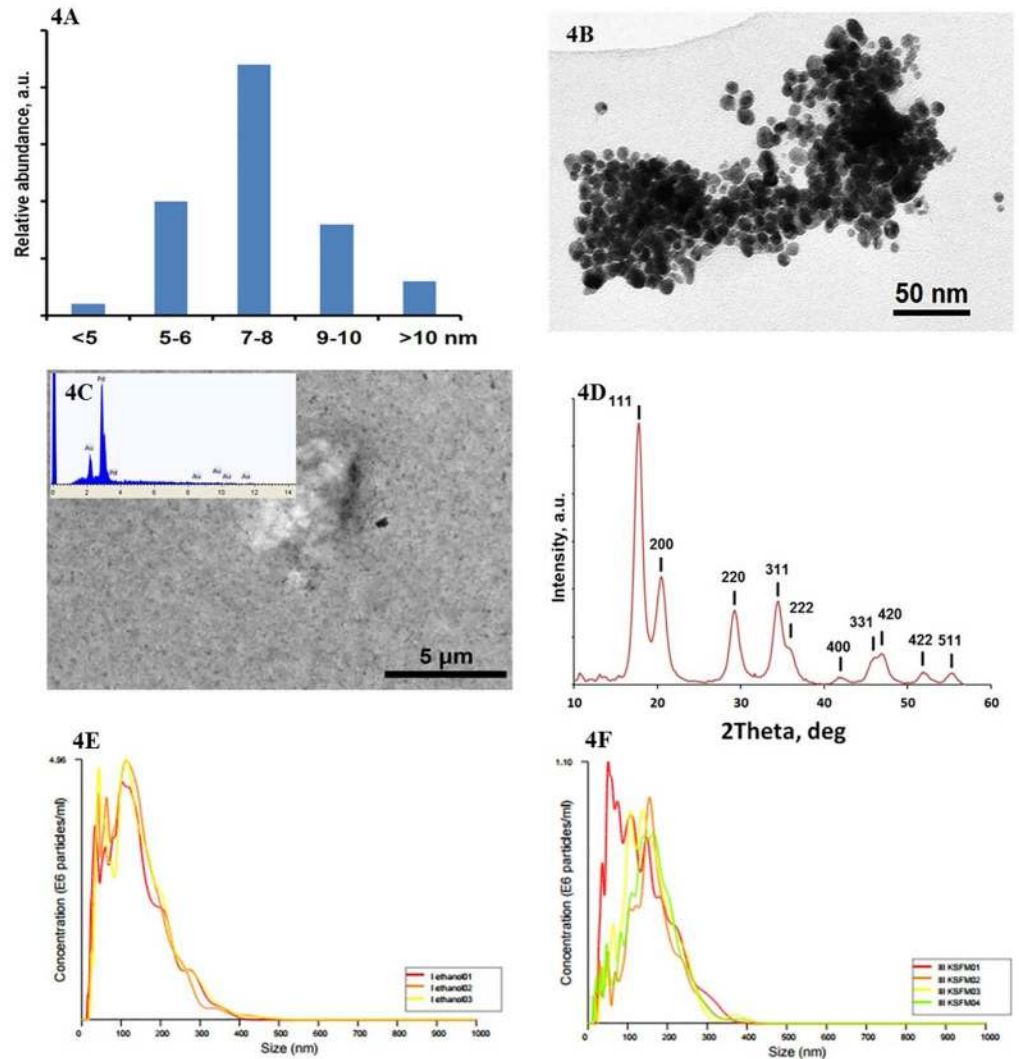 4A
Relative abundance, a.u.
<5 5-6 7-8 9-10 >10 nm
4B
50 nm
4C
Pd
Au
Pd
Au
Au
Au
Au
0 2 4 6 8 10 12 14
5 µm
4D
Intensity, a.u.
111
200
220
311
222
400
331
420
422
511
10 20 30 40 50 60
2Theta, deg
4E
4.96
Concentration (E6 particles/ml)
I ethanol01
I ethanol02
I ethanol03
0 100 200 300 400 500 600 700 800 900 1000
Size (nm)
4F
1.10
Concentration (E6 particles/ml)
III KSFM01
III KSFM02
III KSFM03
III KSFM04
0 100 200 300 400 500 600 700 800 900 1000
Size (nm)